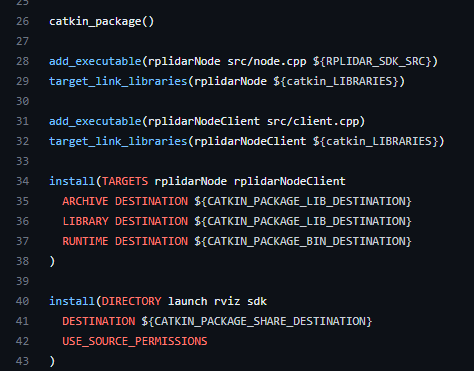 25
26 catkin_package()
27
28 add_executable(rplidarNode src/node.cpp ${RPLIDAR_SDK_SRC})
29 target_link_libraries(rplidarNode ${catkin_LIBRARIES})
30
31 add_executable(rplidarNodeClient src/client.cpp)
32 target_link_libraries(rplidarNodeClient ${catkin_LIBRARIES})
33
34 install(TARGETS rplidarNode rplidarNodeClient
35   ARCHIVE DESTINATION ${CATKIN_PACKAGE_LIB_DESTINATION}
36   LIBRARY DESTINATION ${CATKIN_PACKAGE_LIB_DESTINATION}
37   RUNTIME DESTINATION ${CATKIN_PACKAGE_BIN_DESTINATION}
38 )
39
40 install(DIRECTORY launch rviz sdk
41   DESTINATION ${CATKIN_PACKAGE_SHARE_DESTINATION}
42   USE_SOURCE_PERMISSIONS
43 )